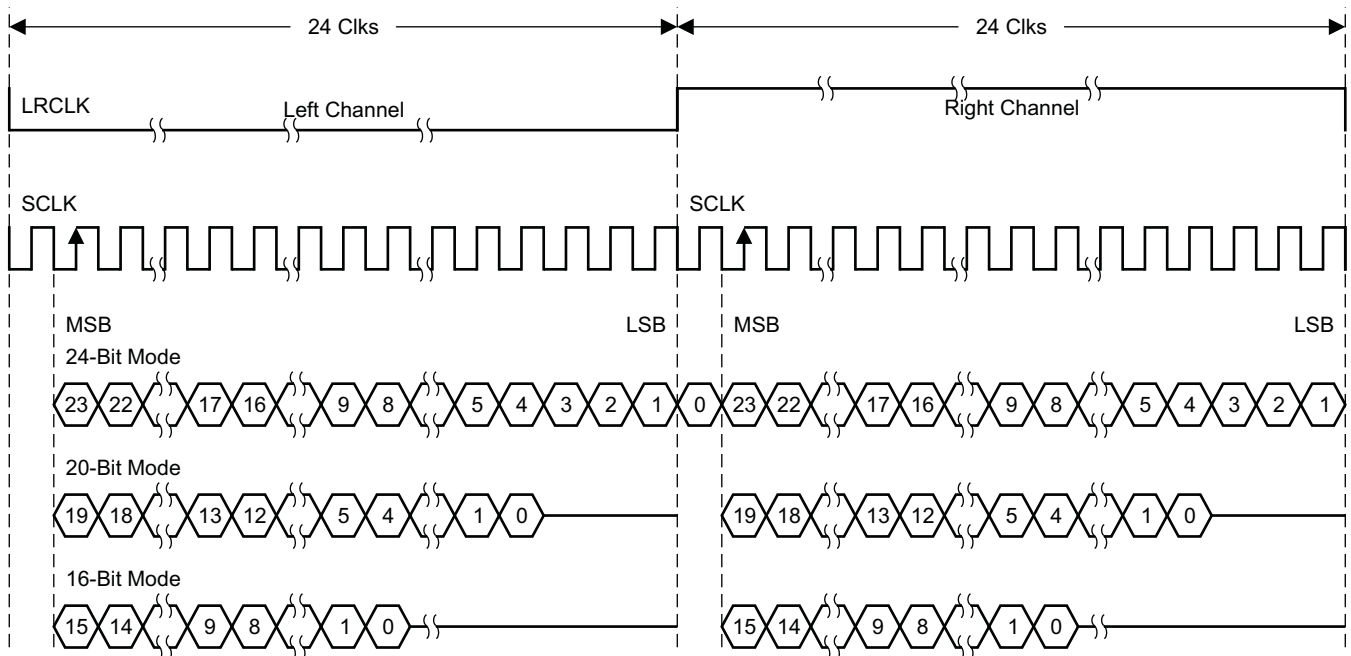 24 Clks 24 Clks
LRCLK Left Channel Right Channel
SCLK SCLK
MSB LSB MSB LSB
24-Bit Mode
23 22 17 16 9 8 5 4 3 2 1 0 23 22 17 16 9 8 5 4 3 2 1
20-Bit Mode
19 18 13 12 5 4 1 0 19 18 13 12 5 4 1 0
16-Bit Mode
15 14 9 8 1 0 15 14 9 8 1 0